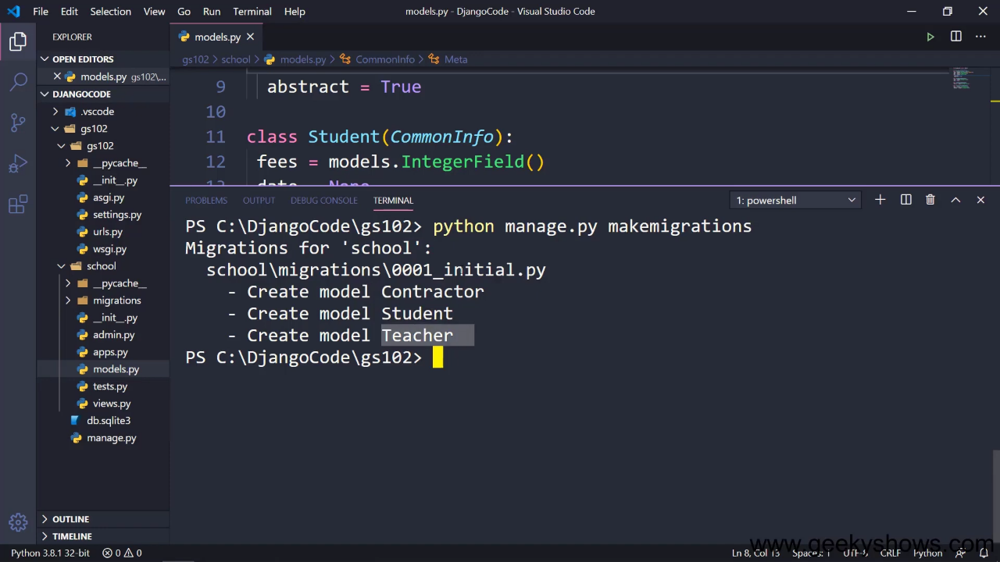 File Edit Selection View Go Run Terminal Help models.py - DjangoCode - Visual Studio Code
EXPLORER
models.py
OPEN EDITORS
models.py gs102\...
DJANGOCODE
.vscode
gs102
gs102
__pycache__
__init__.py
asgi.py
settings.py
urls.py
wsgi.py
school
__pycache__
migrations
__init__.py
admin.py
apps.py
models.py
tests.py
views.py
db.sqlite3
manage.py
OUTLINE
TIMELINE
gs102 > school > models.py > CommonInfo > Meta
9 abstract = True
10
11 class Student(CommonInfo):
12 fees = models.IntegerField()
13 date = None
PROBLEMS OUTPUT DEBUG CONSOLE TERMINAL 1: powershell
PS C:\DjangoCode\gs102> python manage.py makemigrations
Migrations for 'school':
school\migrations\0001_initial.py
- Create model Contractor
- Create model Student
- Create model Teacher
PS C:\DjangoCode\gs102>
www.geekyshows.com
Python 3.8.1 32-bit 0 0 Ln 8, Col 13 Spaces: 1 UTF-8 CRLF Python